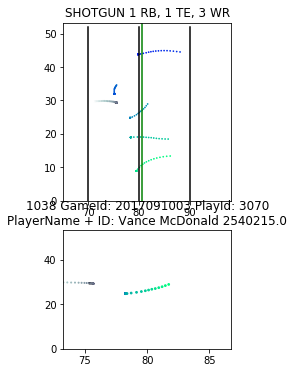 SHOTGUN 1 RB, 1 TE, 3 WR
50
40
30
20
10
0
70 80 90
1038 GameId: 2017091003 PlayId: 3070
PlayerName + ID: Vance McDonald 2540215.0
40
20
0
75 80 85